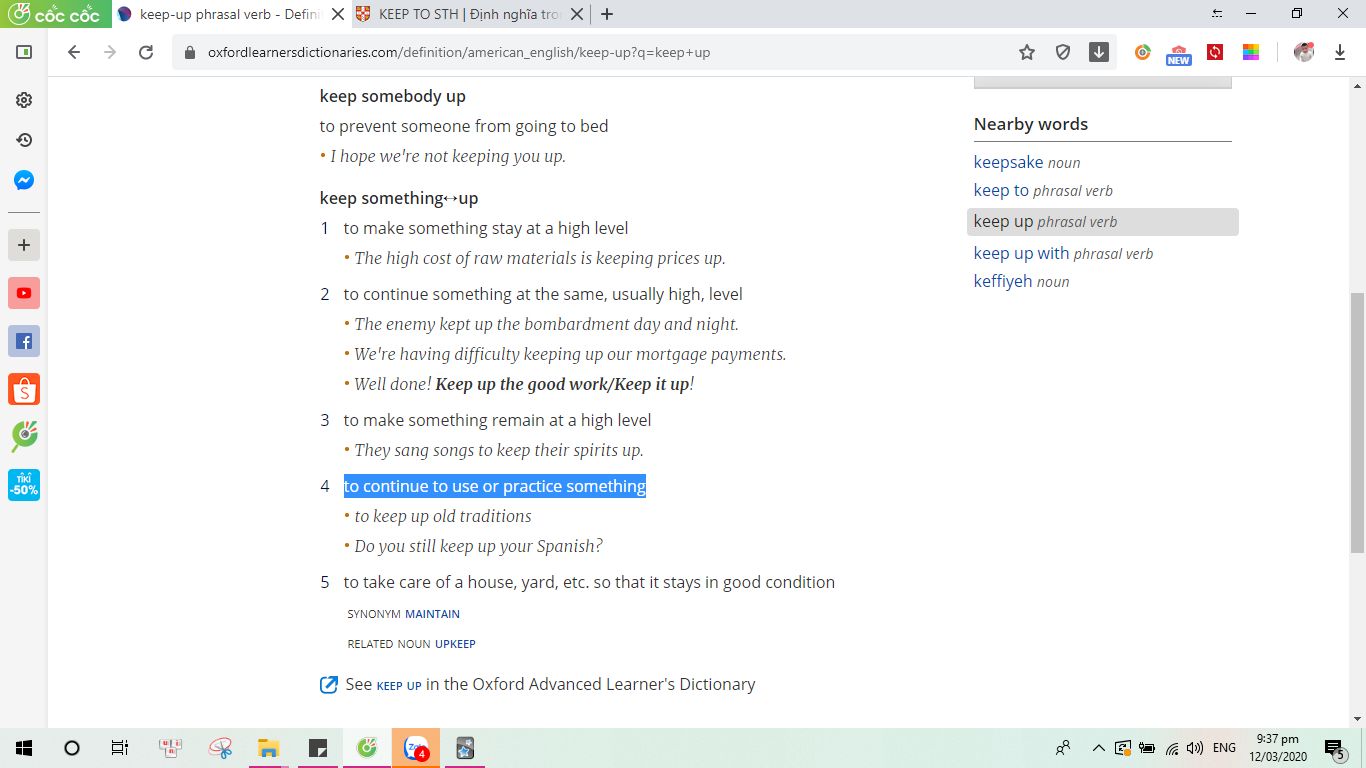 cốc cốc
keep-up phrasal verb - Defini
KEEP TO STH | Định nghĩa tron
oxfordlearnersdictionaries.com/definition/american_english/keep-up?q=keep+up
NEW
keep somebody up
to prevent someone from going to bed
• I hope we're not keeping you up.
keep something↔up
1 to make something stay at a high level
• The high cost of raw materials is keeping prices up.
2 to continue something at the same, usually high, level
• The enemy kept up the bombardment day and night.
• We're having difficulty keeping up our mortgage payments.
• Well done! Keep up the good work/Keep it up!
3 to make something remain at a high level
• They sang songs to keep their spirits up.
4 to continue to use or practice something
• to keep up old traditions
• Do you still keep up your Spanish?
5 to take care of a house, yard, etc. so that it stays in good condition
SYNONYM MAINTAIN
RELATED NOUN UPKEEP
See KEEP UP in the Oxford Advanced Learner's Dictionary
Nearby words
keepsake noun
keep to phrasal verb
keep up phrasal verb
keep up with phrasal verb
keffiyeh noun
TIKI
-50%
4
ENG
9:37 pm
12/03/2020
5